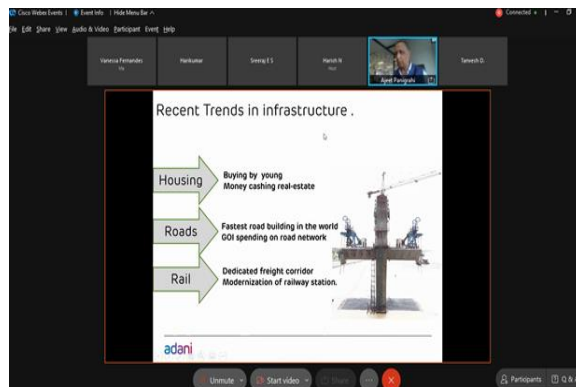 Cisco Webex Events
Event Info
Hide Menu Bar
Connected
File Edit Share View Audio & Video Participant Event Help
Vanessa Fernandes
Me
Harikumar
Sreeraj E S
Harish N
Host
Ajeet Panigrahi
Tanmesh D.
Recent Trends in infrastructure .
Housing
Buying by young
Money cashing real-estate
Roads
Fastest road building in the world
GOI spending on road network
Rail
Dedicated freight corridor
Modernization of railway station.
adani
Unmute
Start video
Share
Participants
Q &